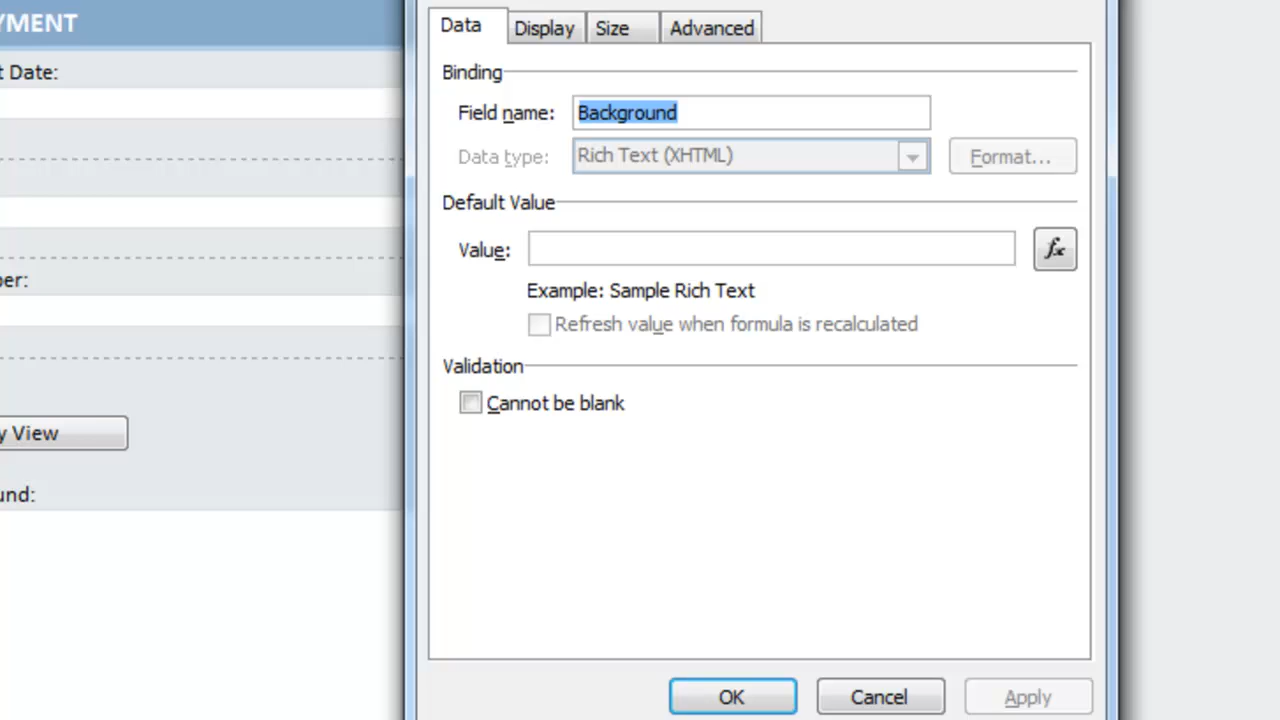 YMENT
t Date:
per:
y View
und:
Data
Display
Size
Advanced
Binding
Field name:
Background
Data type:
Rich Text (XHTML)
Format...
Default Value
Value:
fx
Example: Sample Rich Text
Refresh value when formula is recalculated
Validation
Cannot be blank
OK
Cancel
Apply